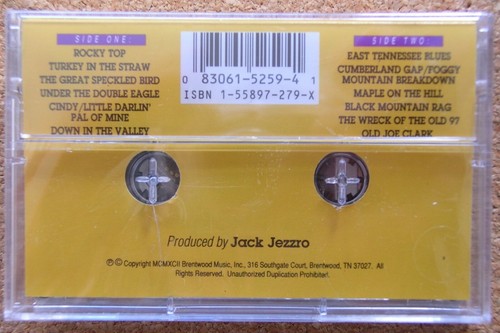 SIDE ONE:
ROCKY TOP
TURKEY IN THE STRAW
THE GREAT SPECKLED BIRD
UNDER THE DOUBLE EAGLE
CINDY/LITTLE DARLIN'
PAL OF MINE
DOWN IN THE VALLEY
0 83061-5259-4 1
ISBN 1-55897-279-X
SIDE TWO:
EAST TENNESSEE BLUES
CUMBERLAND GAP/FOGGY
MOUNTAIN BREAKDOWN
MAPLE ON THE HILL
BLACK MOUNTAIN RAG
THE WRECK OF THE OLD 97
OLD JOE CLARK
Produced by Jack Jezzro
℗ © Copyright MCMXCII Brentwood Music, Inc., 316 Southgate Court, Brentwood, TN 37027. All
Rights Reserved. Unauthorized Duplication Prohibited.